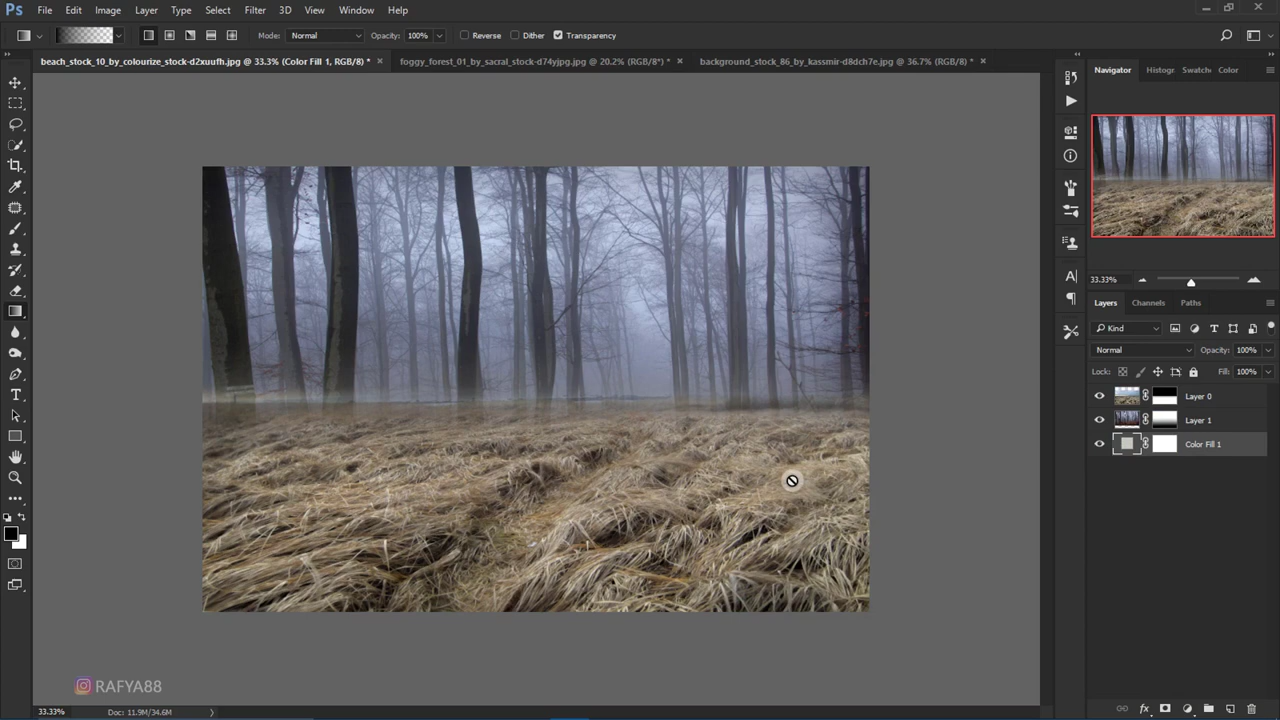 Ps File Edit Image Layer Type Select Filter 3D View Window Help
Mode: Normal Opacity: 100% Reverse Dither Transparency
beach_stock_10_by_colourize_stock-d2xuufh.jpg @ 33.3% (Color Fill 1, RGB/8) * foggy_forest_01_by_sacral_stock-d74yjpg.jpg @ 20.2% (RGB/8*) * background_stock_86_by_kassmir-d8dch7e.jpg @ 36.7% (RGB/8) *
Navigator Histogr Swatch Color
33.33%
Layers Channels Paths
Kind
Normal Opacity: 100%
Lock: Fill: 100%
Layer 0
Layer 1
Color Fill 1
RAFYA88
33.33% Doc: 11.9M/34.6M